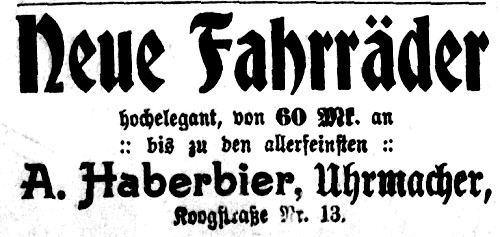 Neue Fahrräder
hochelegant, von 60 Mk. an
:: bis zu den allerfeinsten ::
A. Haberbier, Uhrmacher,
Koogstraße Nr. 13.